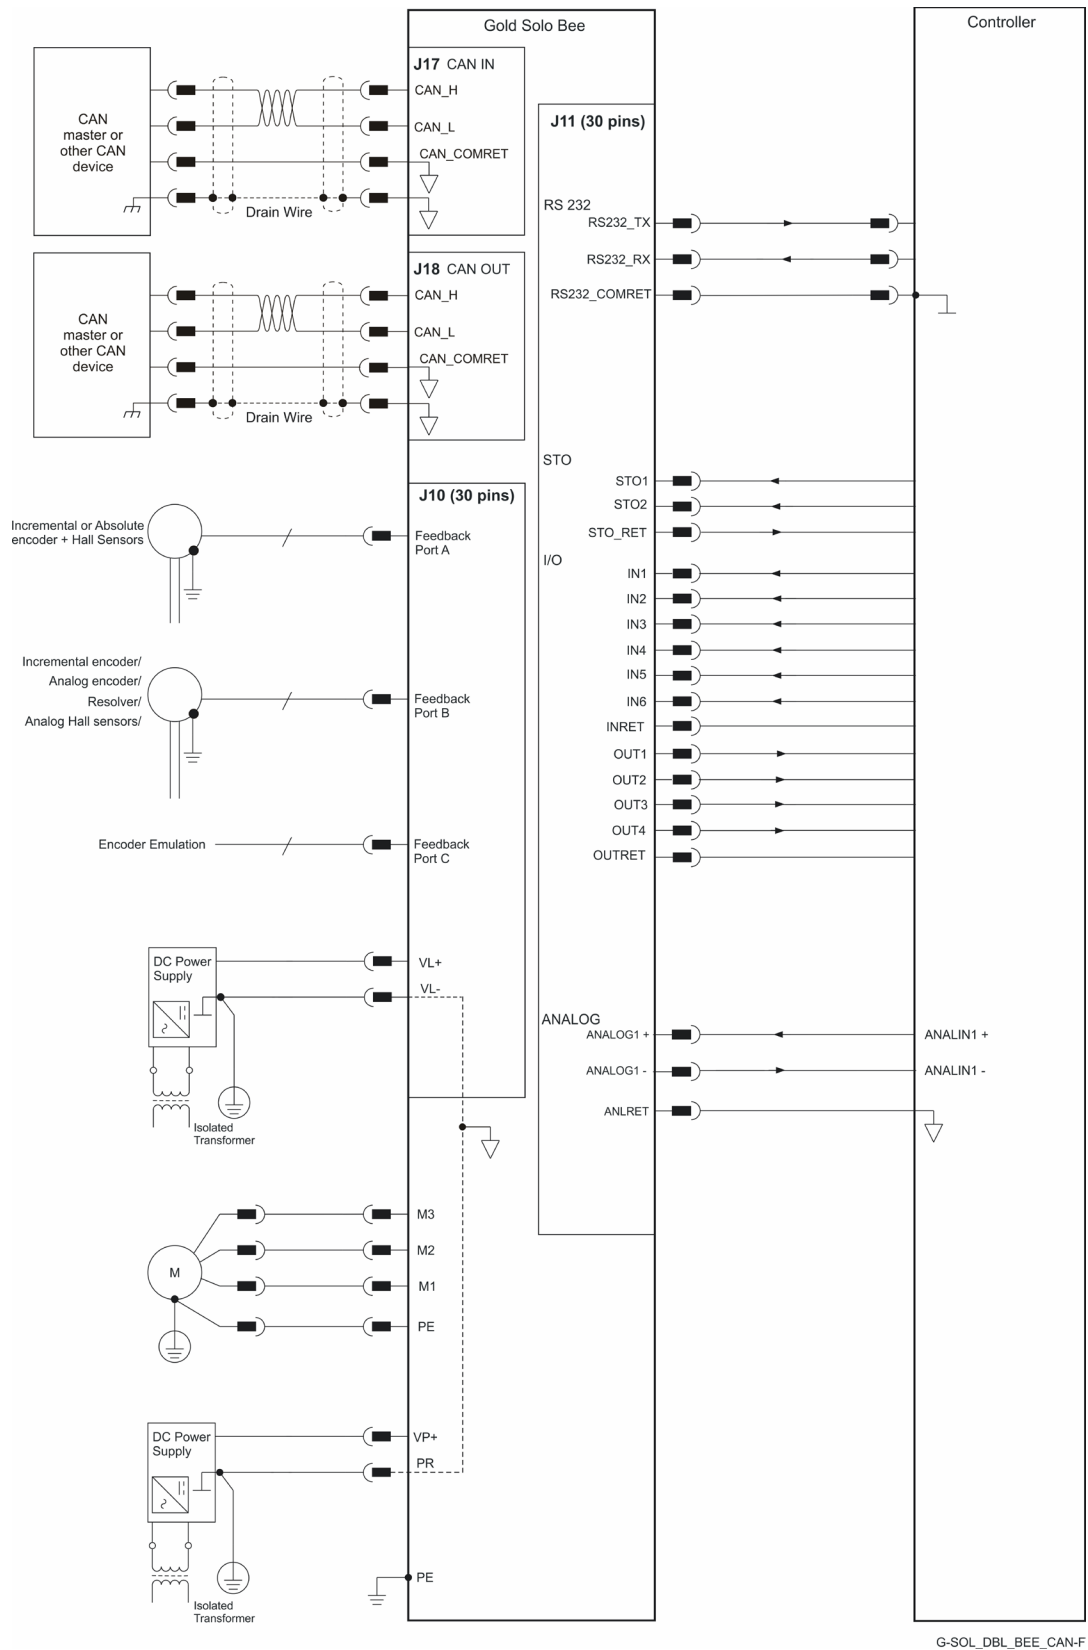 Gold Solo Bee
Controller
J17 CAN IN
CAN_H
CAN_L
CAN_COMRET
CAN
master or
other CAN
device
Drain Wire
J18 CAN OUT
CAN_H
CAN_L
CAN_COMRET
CAN
master or
other CAN
device
Drain Wire
J10 (30 pins)
Incremental or Absolute
encoder + Hall Sensors
Feedback
Port A
Incremental encoder/
Analog encoder/
Resolver/
Analog Hall sensors/
Feedback
Port B
Encoder Emulation
Feedback
Port C
DC Power
Supply
VL+
VL-
Isolated
Transformer
M
M3
M2
M1
PE
DC Power
Supply
VP+
PR
Isolated
Transformer
PE
J11 (30 pins)
RS 232
RS232_TX
RS232_RX
RS232_COMRET
STO
STO1
STO2
STO_RET
I/O
IN1
IN2
IN3
IN4
IN5
IN6
INRET
OUT1
OUT2
OUT3
OUT4
OUTRET
ANALOG
ANALOG1 +
ANALOG1 -
ANLRET
ANALIN1 +
ANALIN1 -
G-SOL_DBL_BEE_CAN-F